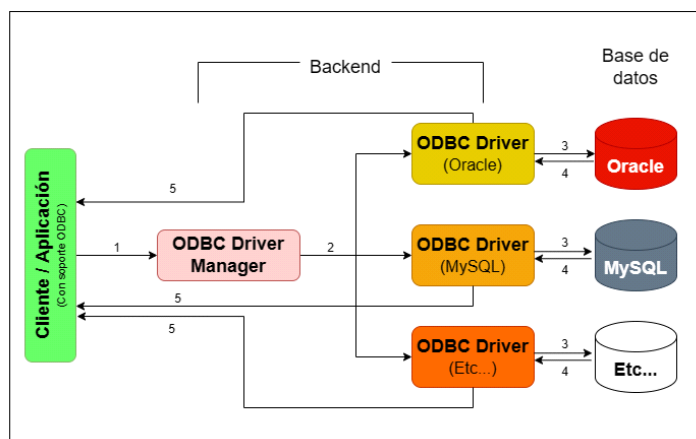 Backend
Base de
datos
Cliente / Aplicación
(Con soporte ODBC)
1
ODBC Driver
Manager
2
5
5
5
ODBC Driver
(Oracle)
3
4
Oracle
ODBC Driver
(MySQL)
3
4
MySQL
ODBC Driver
(Etc...)
3
4
Etc...